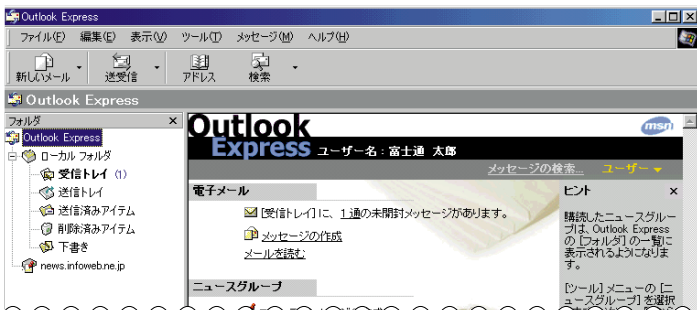 Outlook Express
ファイル(F) 編集(E) 表示(V) ツール(T) メッセージ(M) ヘルプ(H)
新しいメール 送受信 アドレス 検索
Outlook Express
フォルダ ×
Outlook Express
ローカル フォルダ
受信トレイ (1)
送信トレイ
送信済みアイテム
削除済みアイテム
下書き
news.infoweb.ne.jp
Outlook
Express ユーザー名:富士通 太郎
msn
メッセージの検索... ユーザー
電子メール
[受信トレイ] に、1通の未開封メッセージがあります。
メッセージの作成
メールを読む
ニュースグループ
ヒント ×
購読したニュースグルー
プは、Outlook Express
の [フォルダ] の一覧に
表示されるようになりま
す。
[ツール] メニューの [ニ
ュースグループ] を選択